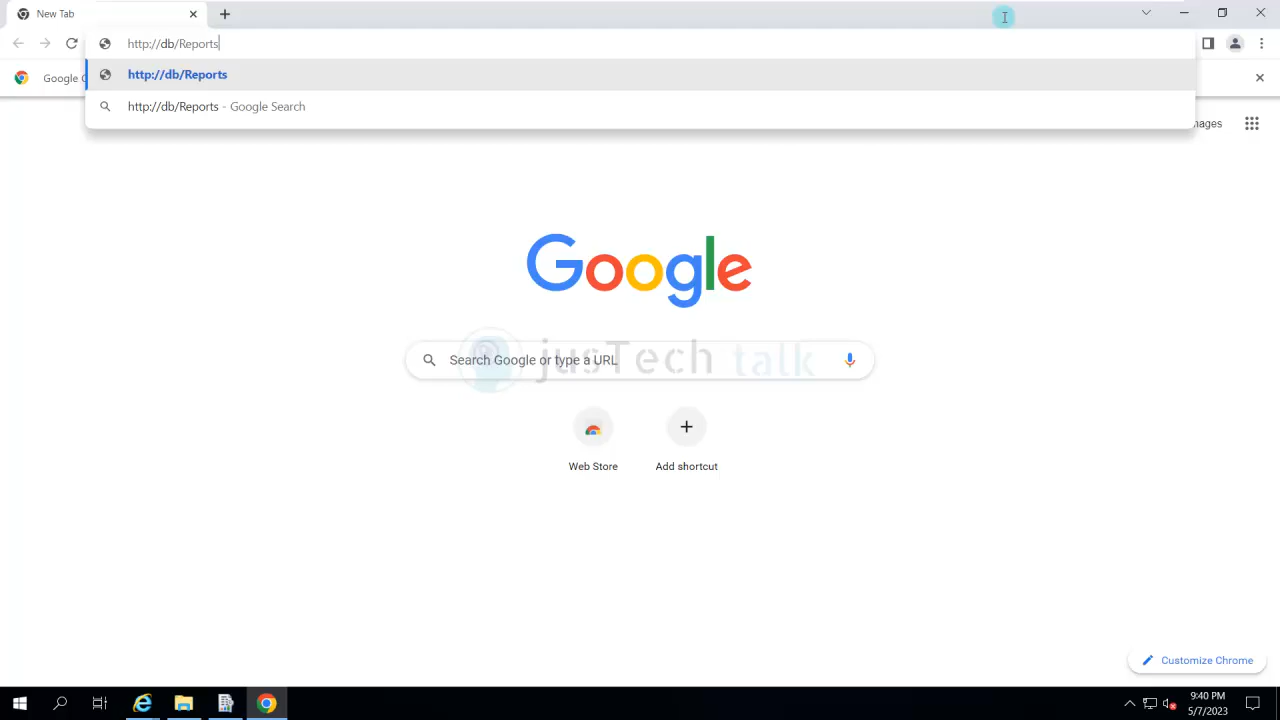 New Tab
http://db/Reports
http://db/Reports
http://db/Reports - Google Search
Google C
ages
Google
Search Google or type a URL
jusTech talk
Web Store
Add shortcut
Customize Chrome
9:40 PM
5/7/2023